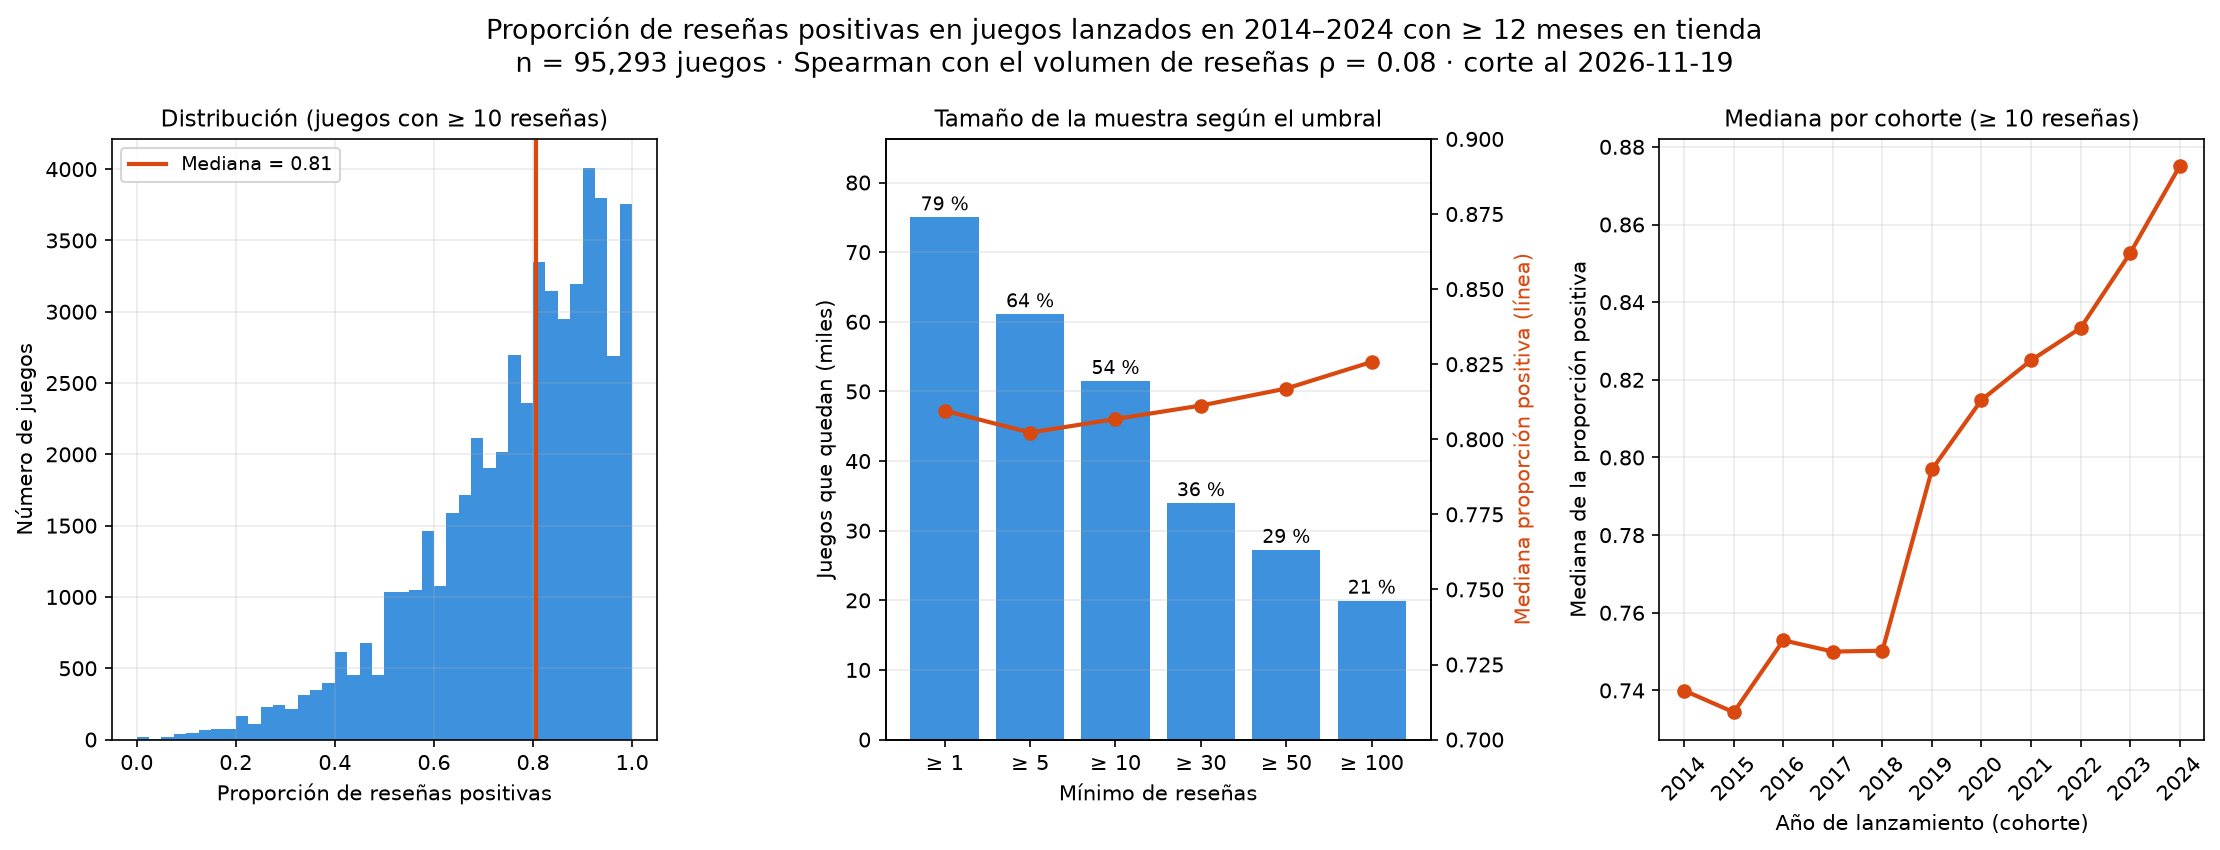 Proporción de reseñas positivas en juegos lanzados en 2014–2024 con ≥ 12 meses en tienda
n = 95,293 juegos · Spearman con el volumen de reseñas ρ = 0.08 · corte al 2026-11-19
Distribución (juegos con ≥ 10 reseñas)
Mediana = 0.81
Número de juegos
4000
3500
3000
2500
2000
1500
1000
500
0
0.0 0.2 0.4 0.6 0.8 1.0
Proporción de reseñas positivas
Tamaño de la muestra según el umbral
Juegos que quedan (miles)
80
70
60
50
40
30
20
10
0
79 %
64 %
54 %
36 %
29 %
21 %
≥ 1 ≥ 5 ≥ 10 ≥ 30 ≥ 50 ≥ 100
Mínimo de reseñas
0.900
0.875
0.850
0.825
0.800
0.775
0.750
0.725
0.700
Mediana proporción positiva (línea)
Mediana por cohorte (≥ 10 reseñas)
Mediana de la proporción positiva
0.88
0.86
0.84
0.82
0.80
0.78
0.76
0.74
2014 2015 2016 2017 2018 2019 2020 2021 2022 2023 2024
Año de lanzamiento (cohorte)